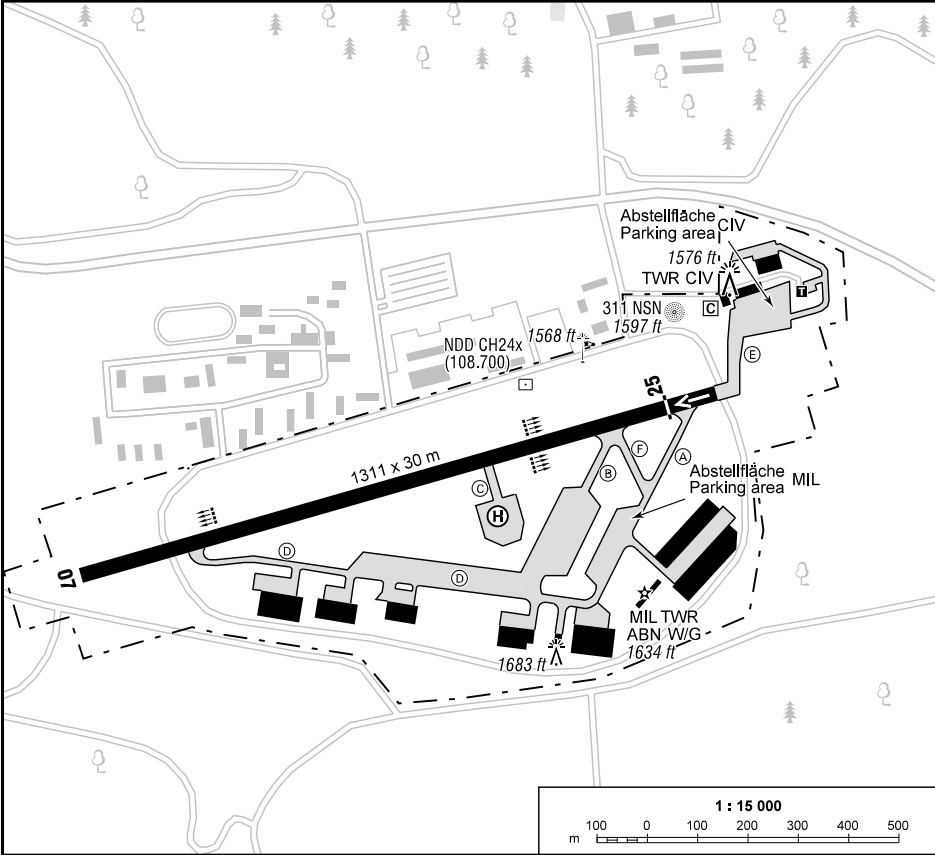 Abstellfläche
Parking area CIV
1576 ft
TWR CIV
T
311 NSN
1597 ft
C
NDD CH24x
(108.700)
1568 ft
E
25
1311 x 30 m
F
A
B
Abstellfläche
Parking area MIL
C
H
D
D
07
MIL TWR
ABN W/G
1634 ft
1683 ft
1 : 15 000
m 100 0 100 200 300 400 500